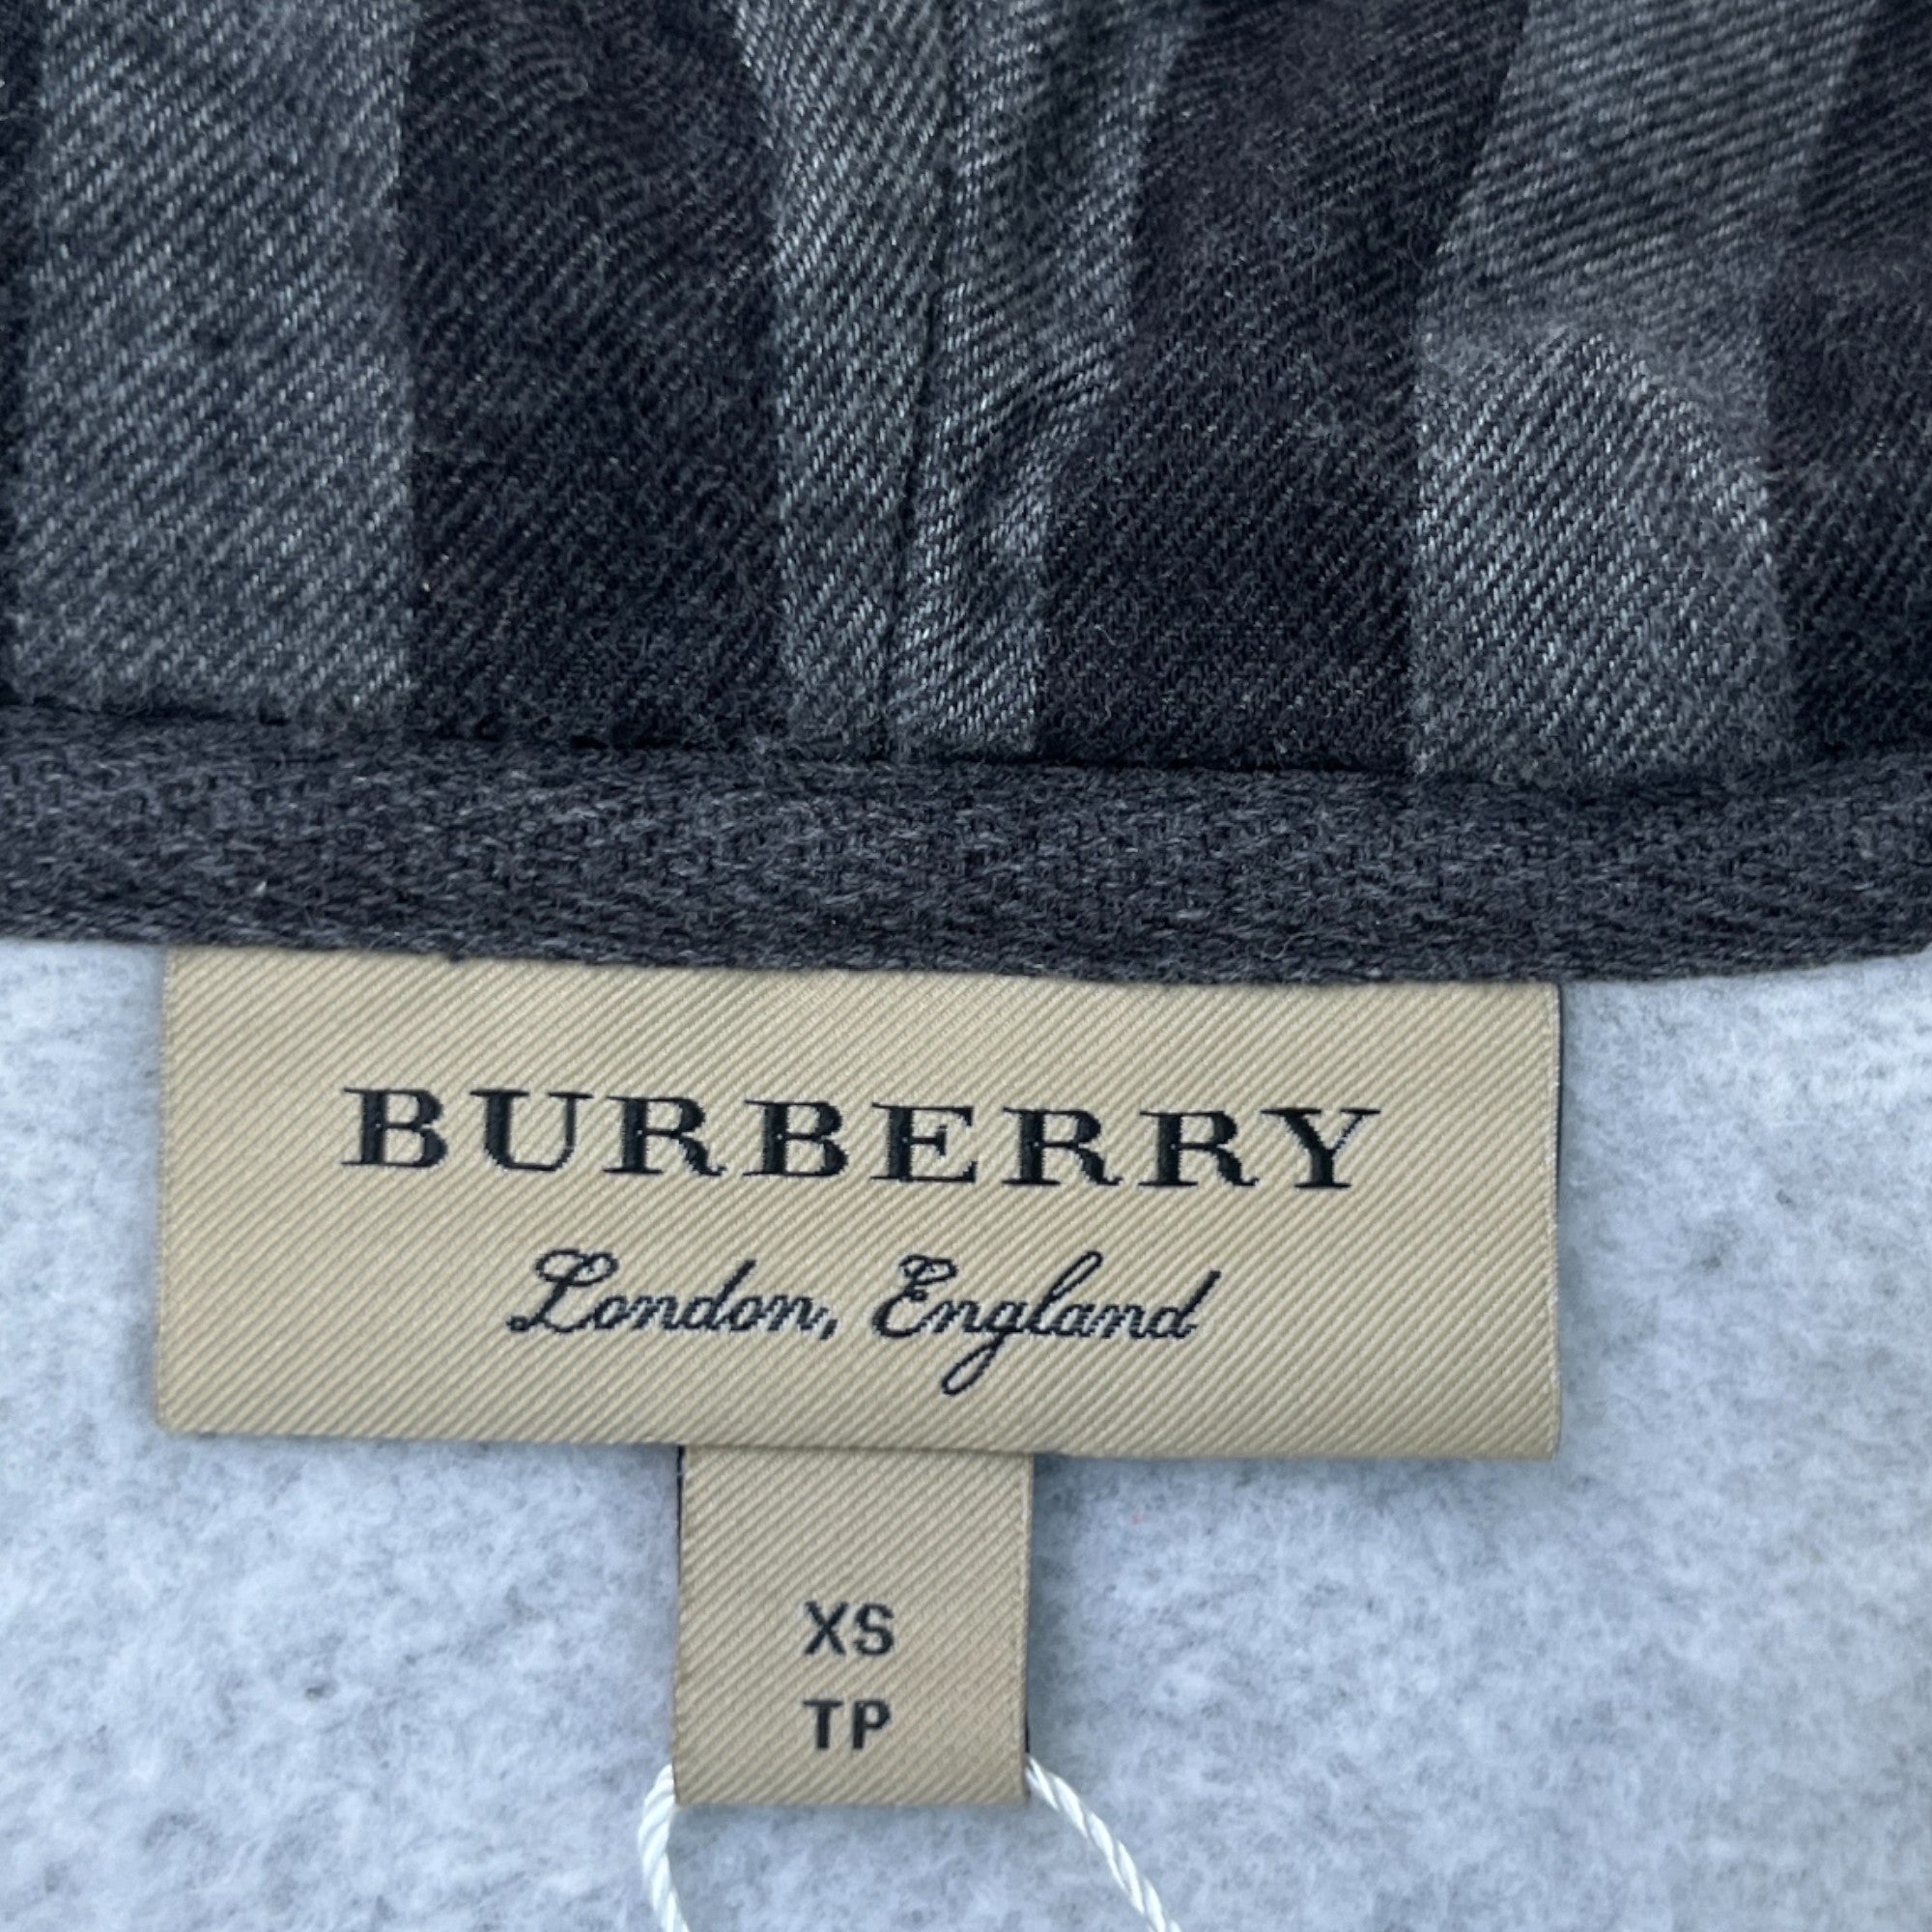 BURBERRY
London, England
XS
TP